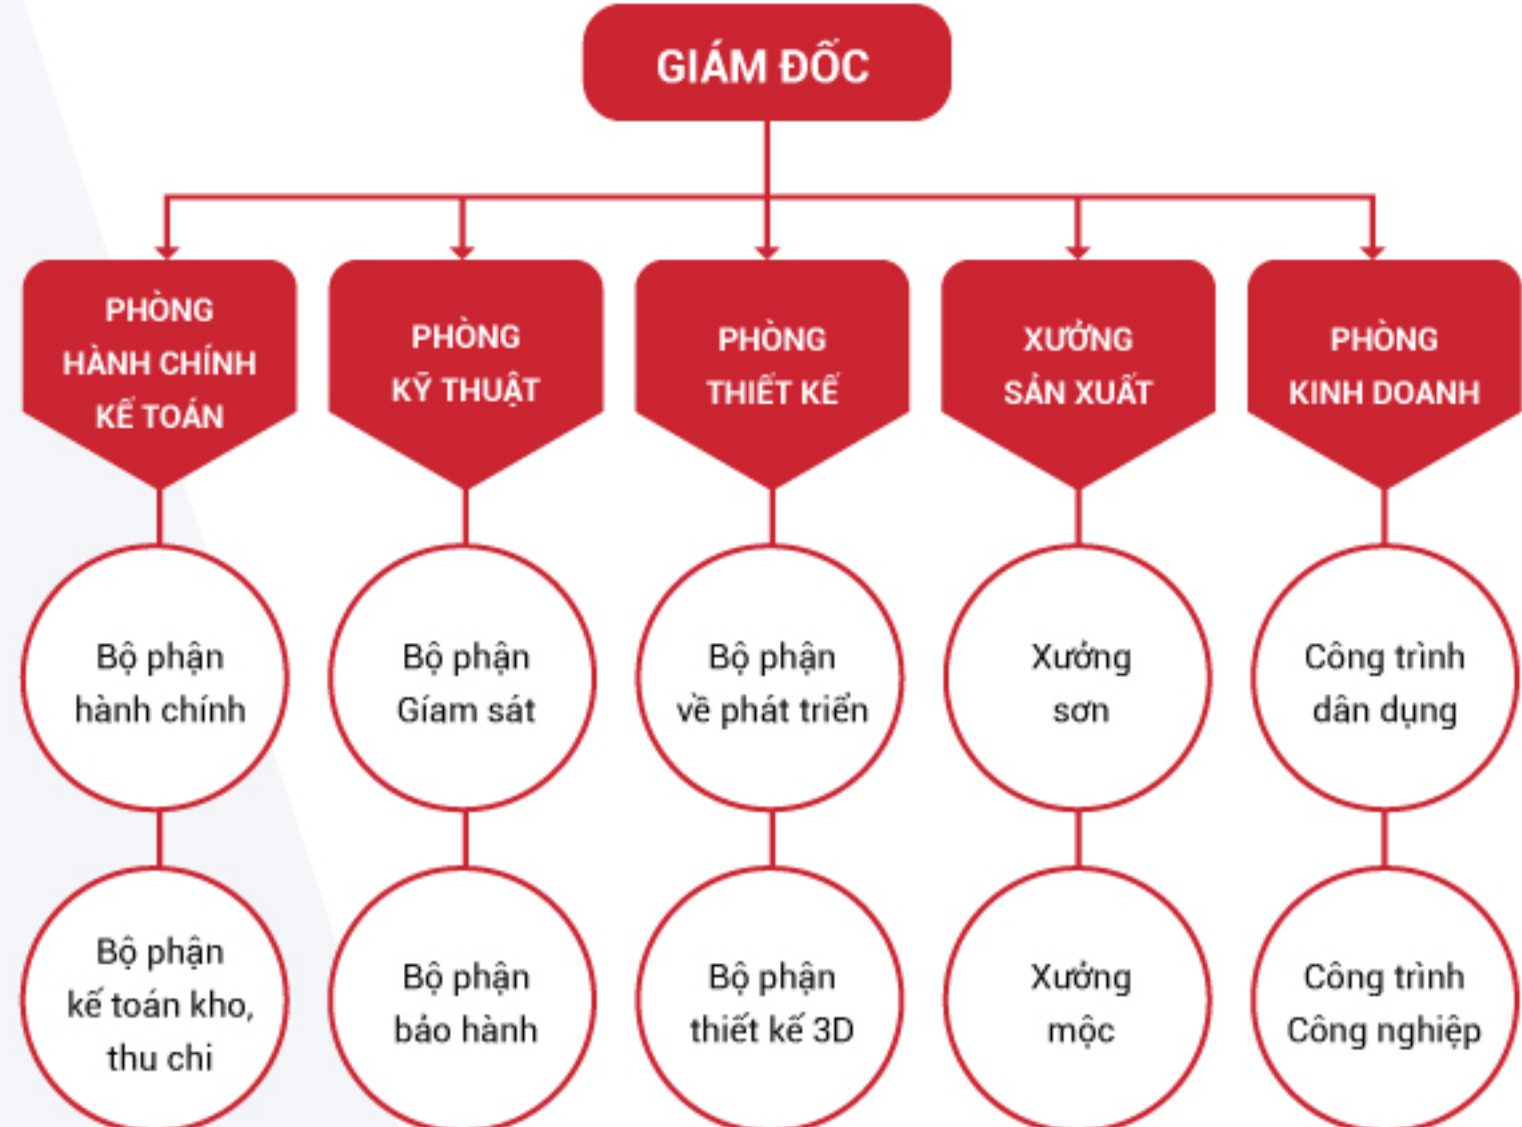 GIÁM ĐỐC
PHÒNG
HÀNH CHÍNH
KẾ TOÁN
PHÒNG
KỸ THUẬT
PHÒNG
THIẾT KẾ
XƯỞNG
SẢN XUẤT
PHÒNG
KINH DOANH
Bộ phận
hành chính
Bộ phận
Gíam sát
Bộ phận
về phát triển
Xưởng
sơn
Công trình
dân dụng
Bộ phận
kế toán kho,
thu chi
Bộ phận
bảo hành
Bộ phận
thiết kế 3D
Xưởng
mộc
Công trình
Công nghiệp